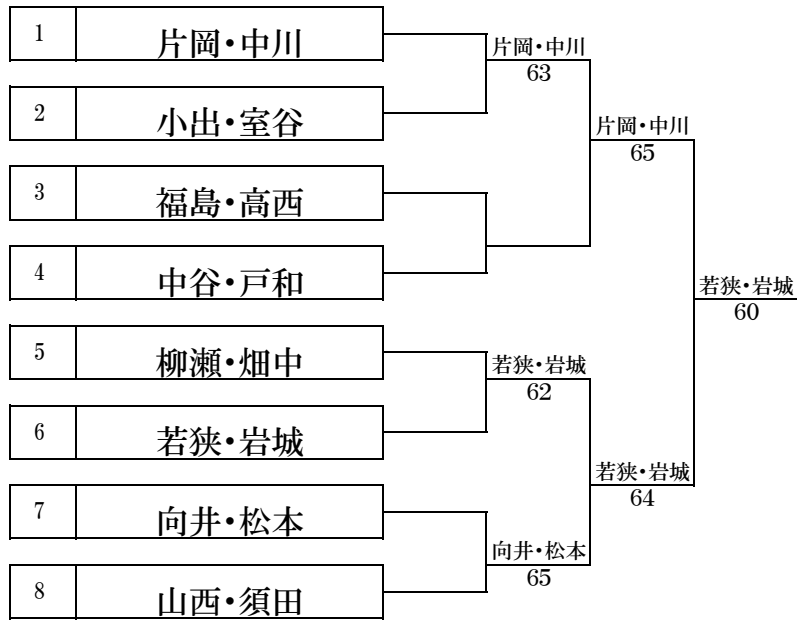 1 片岡・中川
2 小出・室谷
3 福島・高西
4 中谷・戸和
5 柳瀬・畑中
6 若狭・岩城
7 向井・松本
8 山西・須田
片岡・中川
63
若狭・岩城
62
向井・松本
65
片岡・中川
65
若狭・岩城
64
若狭・岩城
60